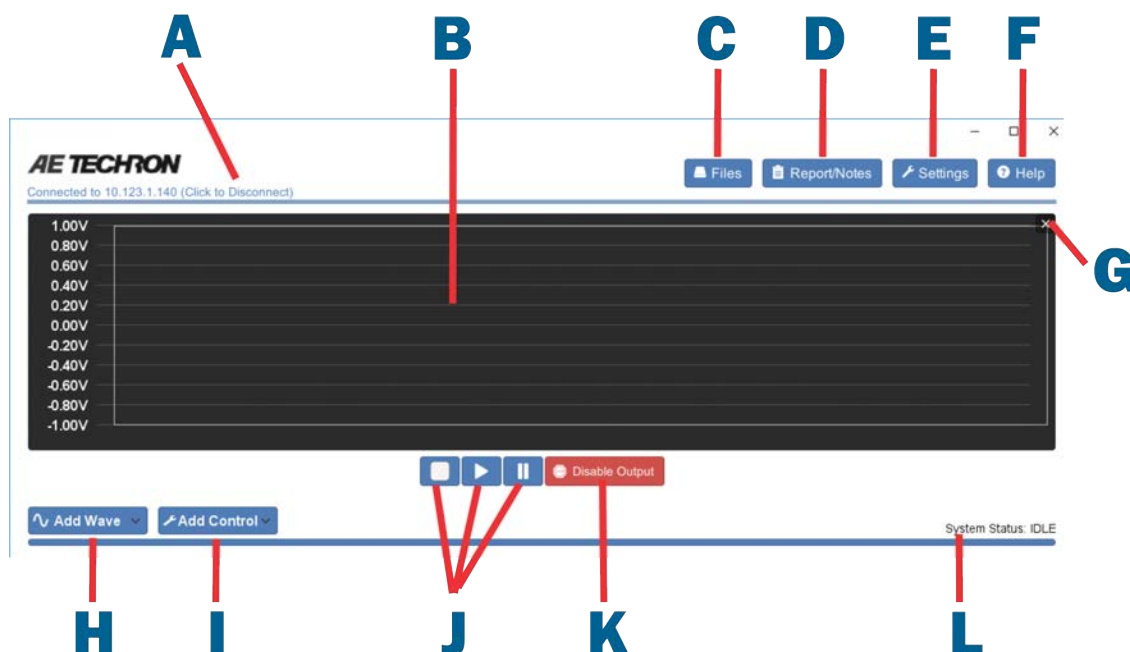 A B C D E F
AE TECHRON
Connected to 10.123.1.140 (Click to Disconnect)
Files Report/Notes Settings Help
G
1.00V
0.80V
0.60V
0.40V
0.20V
0.00V
-0.20V
-0.40V
-0.60V
-0.80V
-1.00V
Disable Output
Add Wave Add Control
System Status: IDLE
H I J K L